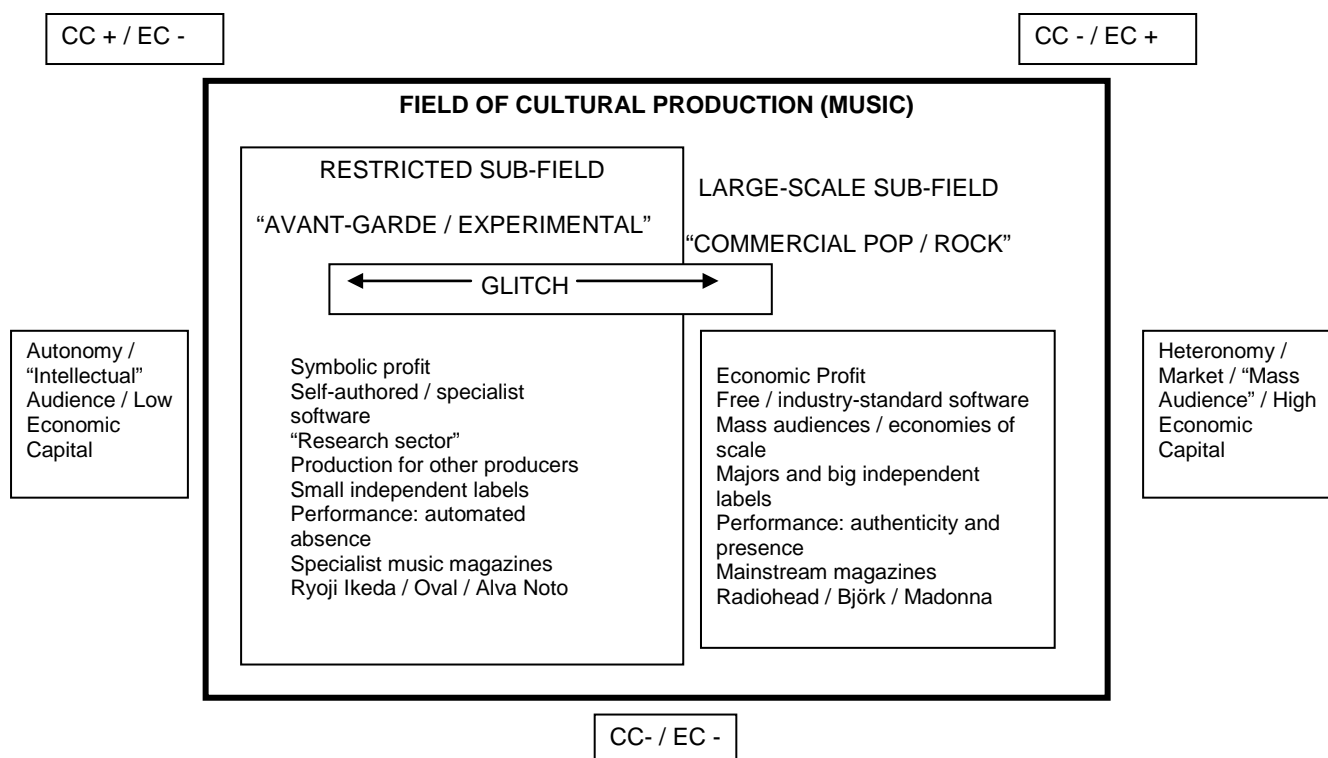 CC + / EC -
CC - / EC +
FIELD OF CULTURAL PRODUCTION (MUSIC)
RESTRICTED SUB-FIELD
“AVANT-GARDE / EXPERIMENTAL”
LARGE-SCALE SUB-FIELD
“COMMERCIAL POP / ROCK”
GLITCH
Autonomy /
“Intellectual”
Audience / Low
Economic
Capital
Symbolic profit
Self-authored / specialist
software
“Research sector”
Production for other producers
Small independent labels
Performance: automated
absence
Specialist music magazines
Ryoji Ikeda / Oval / Alva Noto
Economic Profit
Free / industry-standard software
Mass audiences / economies of
scale
Majors and big independent
labels
Performance: authenticity and
presence
Mainstream magazines
Radiohead / Björk / Madonna
Heteronomy /
Market / “Mass
Audience” / High
Economic
Capital
CC- / EC -